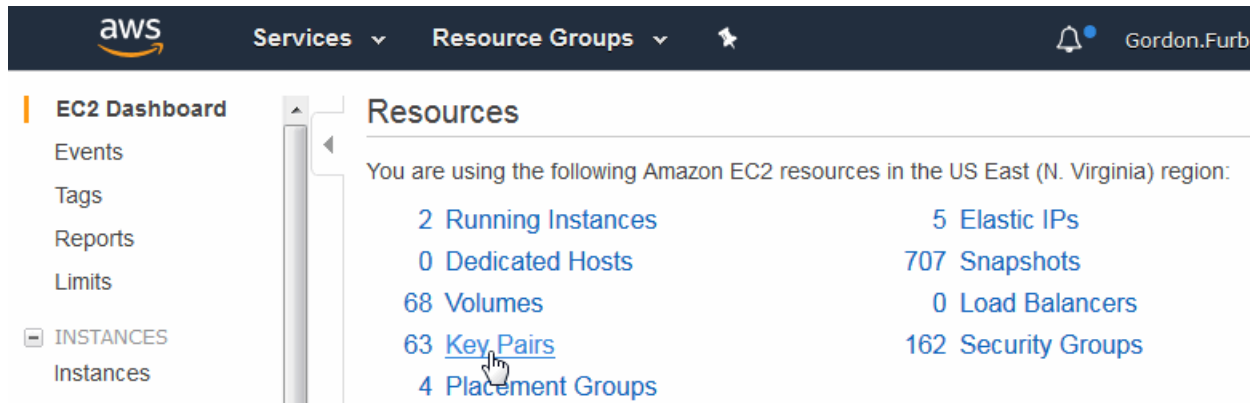 aws Services Resource Groups Gordon.Furb
EC2 Dashboard
Events
Tags
Reports
Limits
INSTANCES
Instances
Resources
You are using the following Amazon EC2 resources in the US East (N. Virginia) region:
2 Running Instances 5 Elastic IPs
0 Dedicated Hosts 707 Snapshots
68 Volumes 0 Load Balancers
63 Key Pairs 162 Security Groups
4 Placement Groups